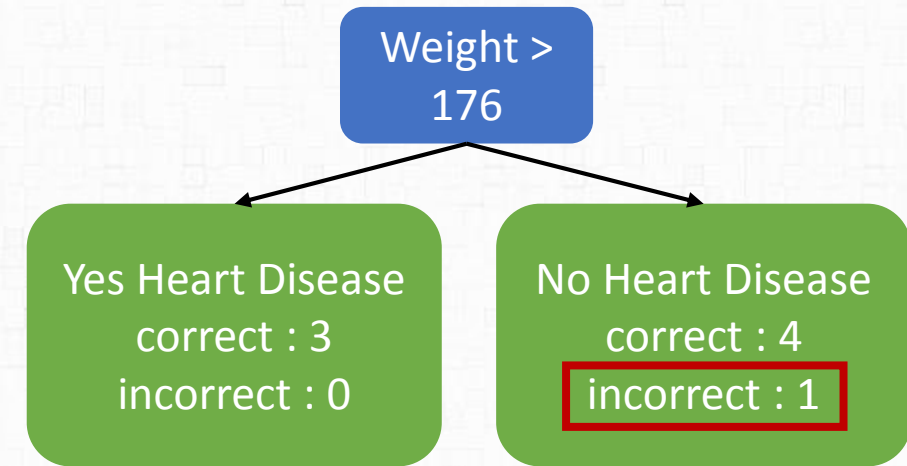 Weight >
176
Yes Heart Disease
correct : 3
incorrect : 0
No Heart Disease
correct : 4
incorrect : 1